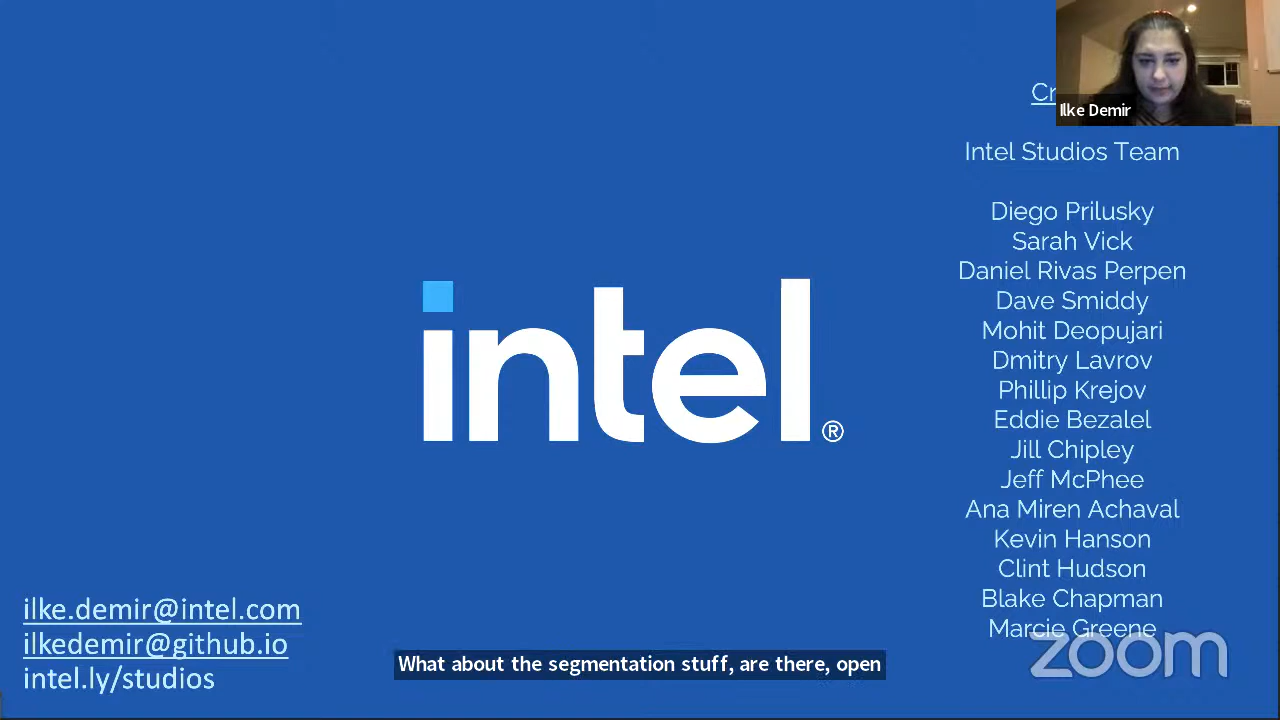 Ilke Demir
Intel Studios Team
Diego Prilusky
Sarah Vick
Daniel Rivas Perpen
Dave Smiddy
Mohit Deopujari
Dmitry Lavrov
Phillip Krejov
Eddie Bezalel
Jill Chipley
Jeff McPhee
Ana Miren Achaval
Kevin Hanson
Clint Hudson
Blake Chapman
Marcie Greene
intel®
ilke.demir@intel.com
ilkedemir@github.io
intel.ly/studios
What about the segmentation stuff, are there, open
zoom